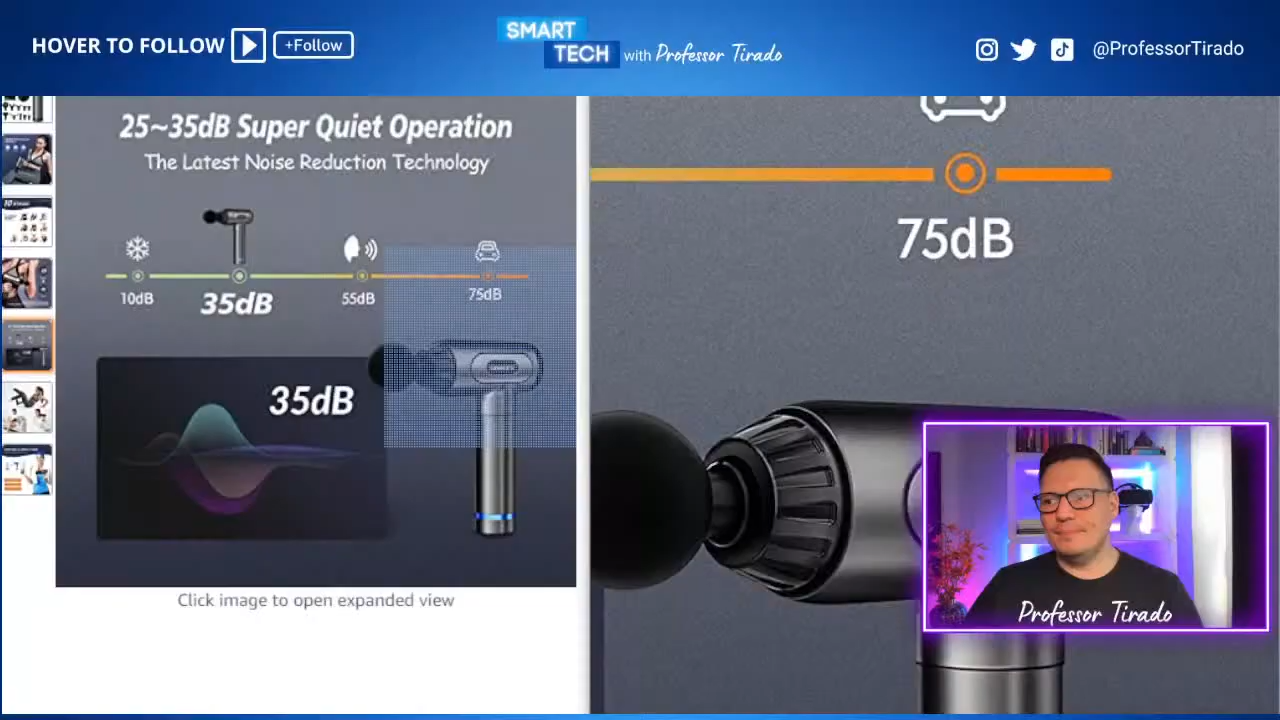 HOVER TO FOLLOW
+Follow
SMART
TECH
with Professor Tirado
@ProfessorTirado
25~35dB Super Quiet Operation
The Latest Noise Reduction Technology
10dB
35dB
55dB
75dB
35dB
Click image to open expanded view
75dB
Professor Tirado